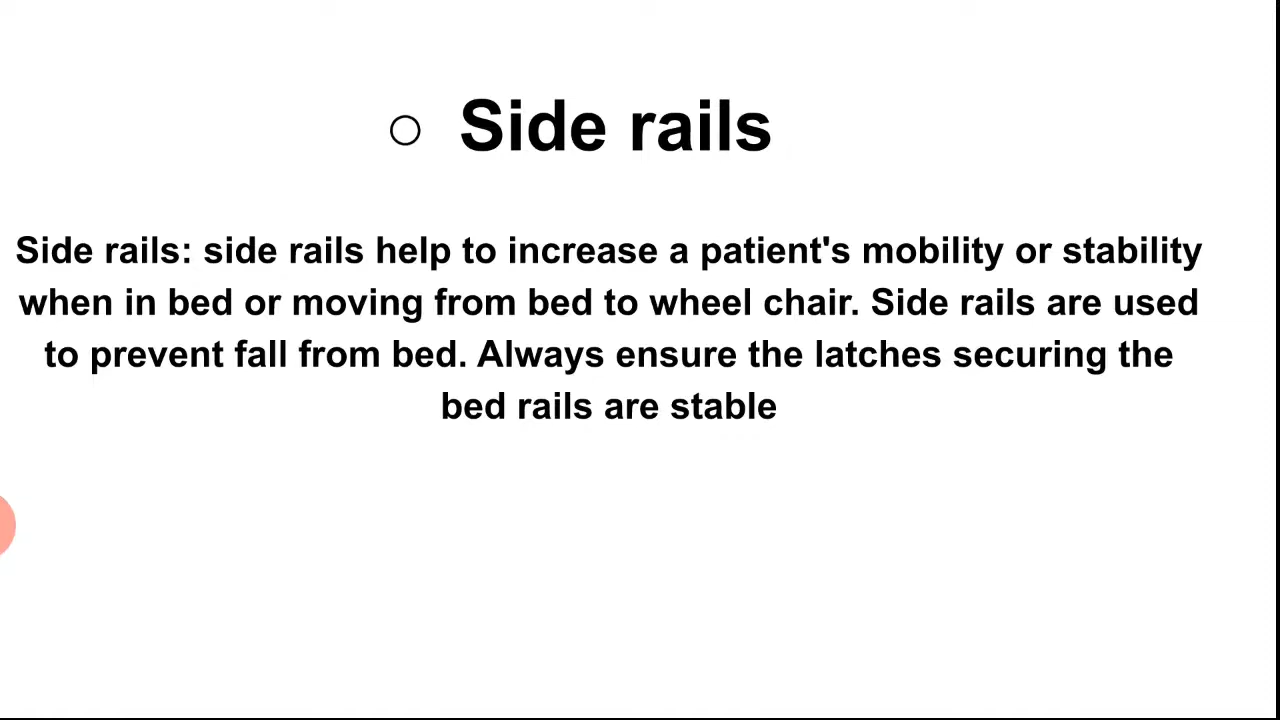 ○ Side rails
Side rails: side rails help to increase a patient's mobility or stability
when in bed or moving from bed to wheel chair. Side rails are used
to prevent fall from bed. Always ensure the latches securing the
bed rails are stable